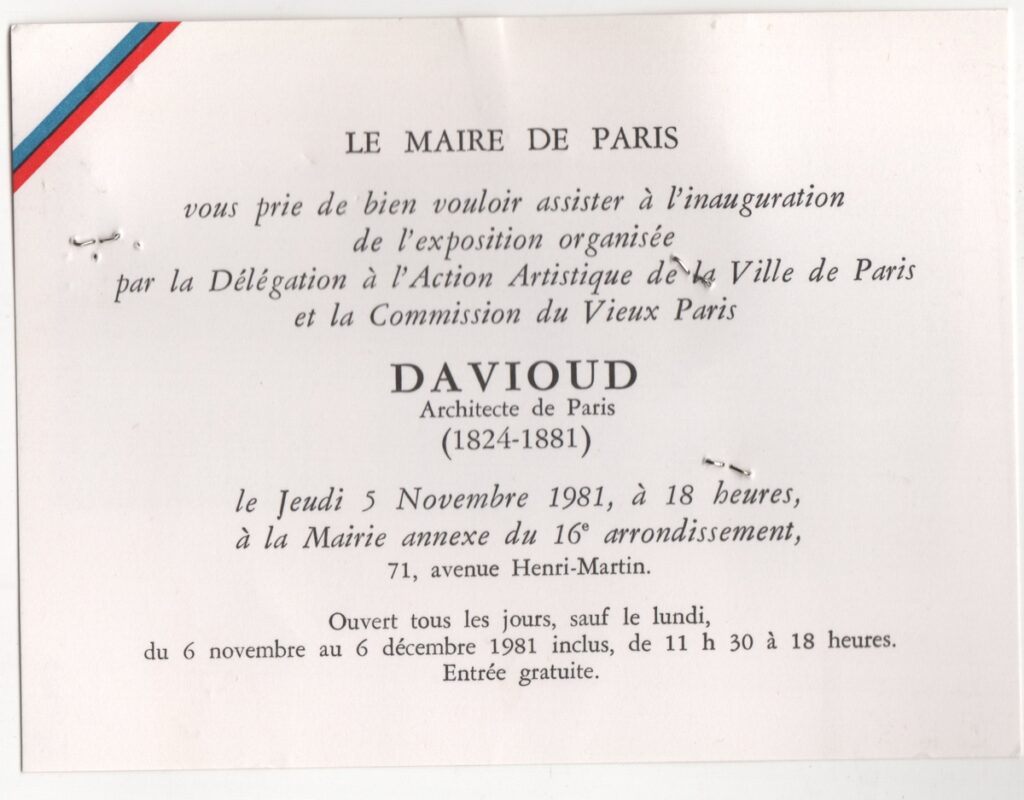 LE MAIRE DE PARIS
vous prie de bien vouloir assister à l'inauguration
de l'exposition organisée
par la Délégation à l'Action Artistique de la Ville de Paris
et la Commission du Vieux Paris
DAVIOUD
Architecte de Paris
(1824-1881)
le Jeudi 5 Novembre 1981, à 18 heures,
à la Mairie annexe du 16e arrondissement,
71, avenue Henri-Martin.
Ouvert tous les jours, sauf le lundi,
du 6 novembre au 6 décembre 1981 inclus, de 11 h 30 à 18 heures.
Entrée gratuite.